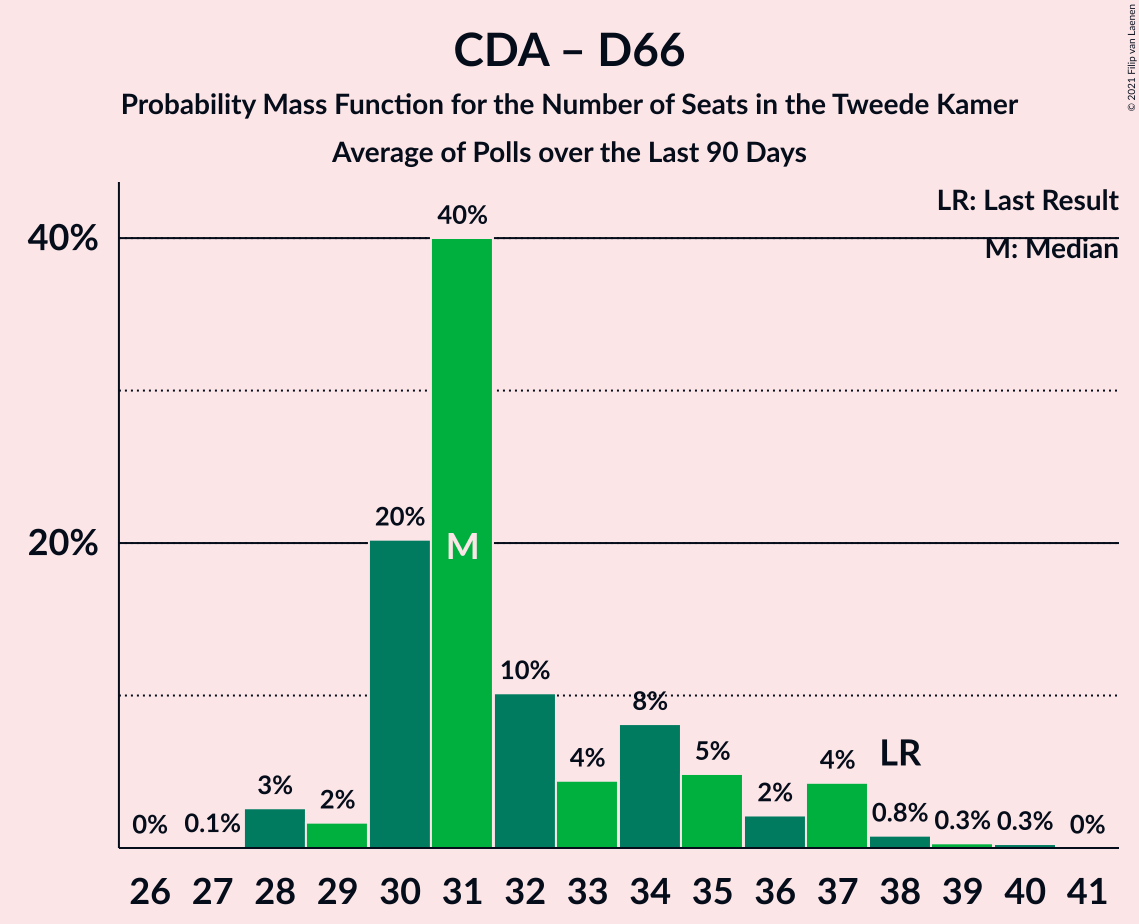 CDA – D66
Probability Mass Function for the Number of Seats in the Tweede Kamer
Average of Polls over the Last 90 Days
© 2021 Filip van Laenen
LR: Last Result
M: Median
40%
20%
0%
0.1%
3%
2%
20%
40%
M
10%
4%
8%
5%
2%
4%
LR
0.8%
0.3%
0.3%
0%
26 27 28 29 30 31 32 33 34 35 36 37 38 39 40 41